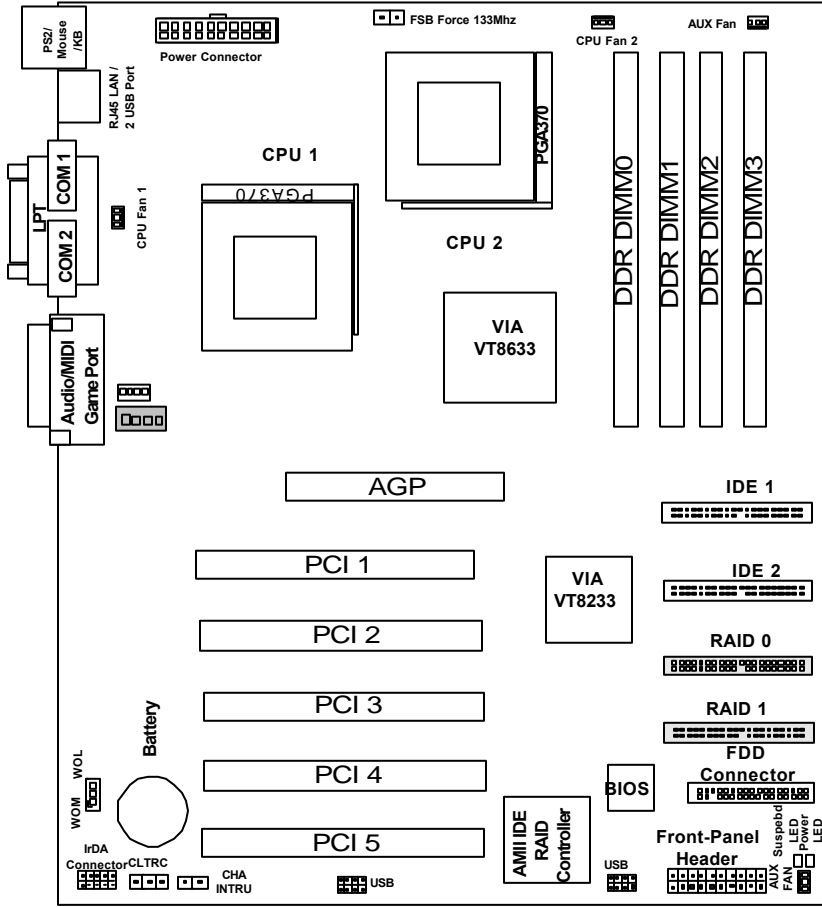 PS2/
Mouse
/KB
Power Connector
FSB Force 133Mhz
CPU Fan 2
AUX Fan
RJ45 LAN /
2 USB Port
CPU 1
PGA370
PGA370
CPU 2
COM 1
LPT
COM 2
CPU Fan 1
DDR DIMM0
DDR DIMM1
DDR DIMM2
DDR DIMM3
VIA
VT8633
Audio/MIDI
Game Port
AGP
IDE 1
PCI 1
VIA
VT8233
IDE 2
PCI 2
RAID 0
PCI 3
RAID 1
Battery
FDD
Connector
WOL
WOM
PCI 4
BIOS
AMII IDE
RAID
Controller
PCI 5
Front-Panel
Header
Suspebd
LED
Power
LED
IrDA
Connector
CLTRC
CHA
INTRU
USB
USB
AUX
FAN